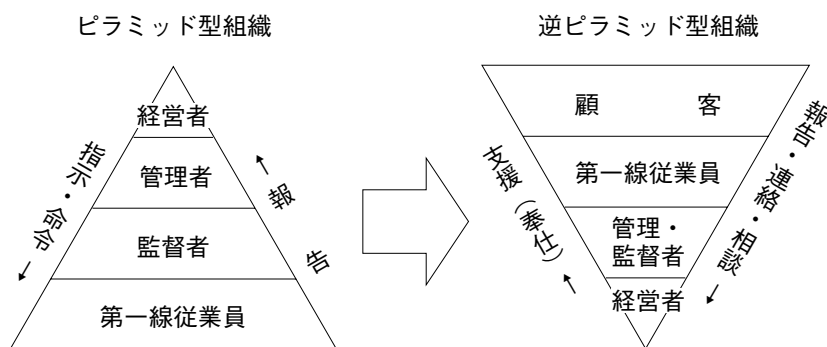 ピラミッド型組織
経営者
管理者
監督者
第一線従業員
指示・命令→
←報告
逆ピラミッド型組織
顧客
第一線従業員
管理・
監督者
経営者
支援(奉仕)→
報告・連絡・相談→